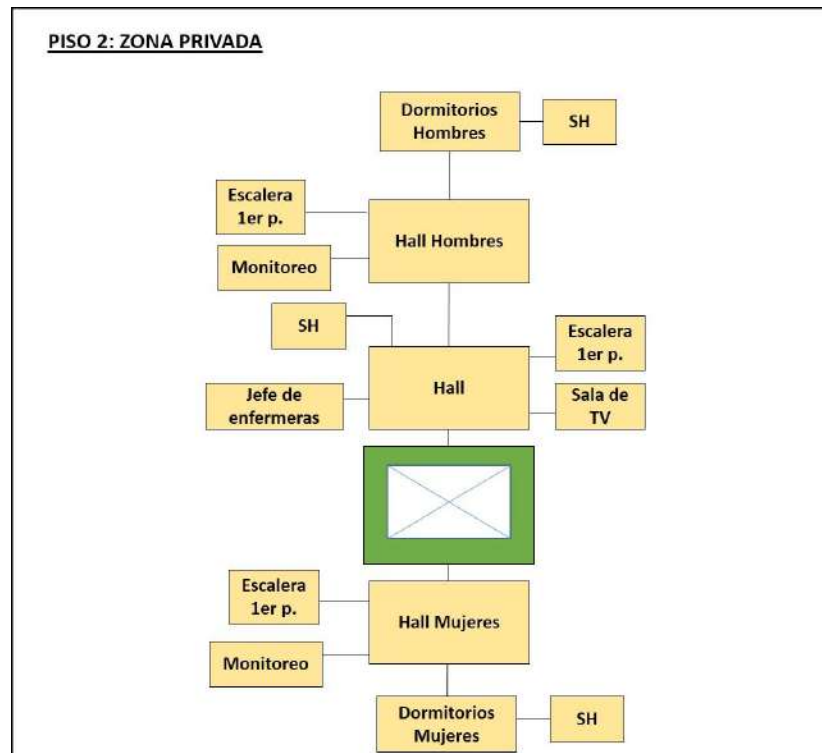 PISO 2: ZONA PRIVADA
Dormitorios
Hombres
SH
Escalera
1er p.
Hall Hombres
Monitoreo
SH
Escalera
1er p.
Hall
Jefe de
enfermeras
Sala de
TV
Escalera
1er p.
Hall Mujeres
Monitoreo
Dormitorios
Mujeres
SH